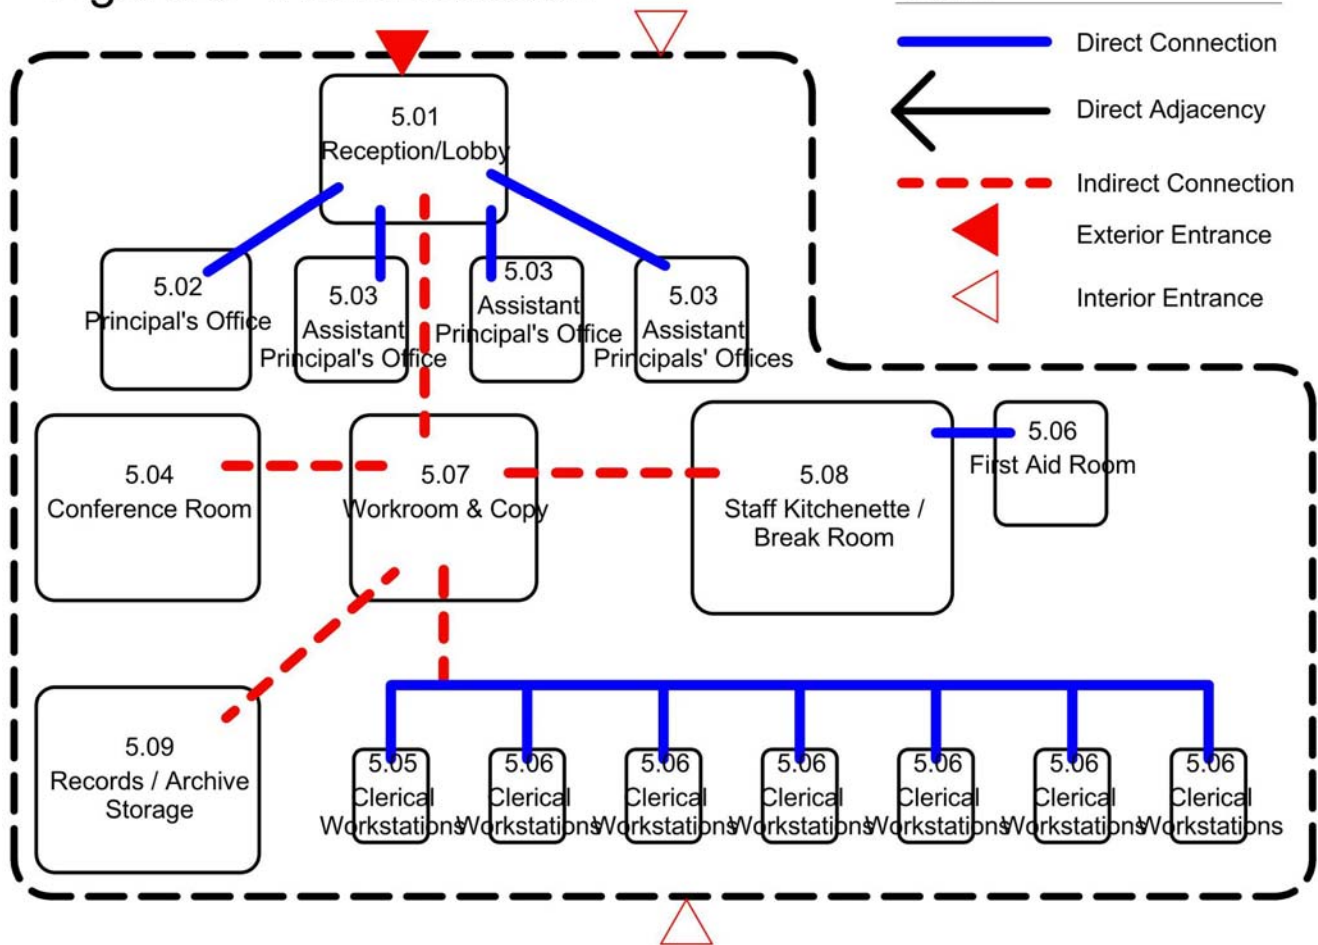 Direct Connection
Direct Adjacency
Indirect Connection
Exterior Entrance
Interior Entrance
5.01
Reception/Lobby
5.02
Principal's Office
5.03
Assistant
Principal's Office
5.03
Assistant
Principal's Office
5.03
Assistant
Principals' Offices
5.04
Conference Room
5.07
Workroom & Copy
5.08
Staff Kitchenette /
Break Room
5.06
First Aid Room
5.09
Records / Archive
Storage
5.05
Clerical
Workstations
5.06
Clerical
Workstations
5.06
Clerical
Workstations
5.06
Clerical
Workstations
5.06
Clerical
Workstations
5.06
Clerical
Workstations
5.06
Clerical
Workstations